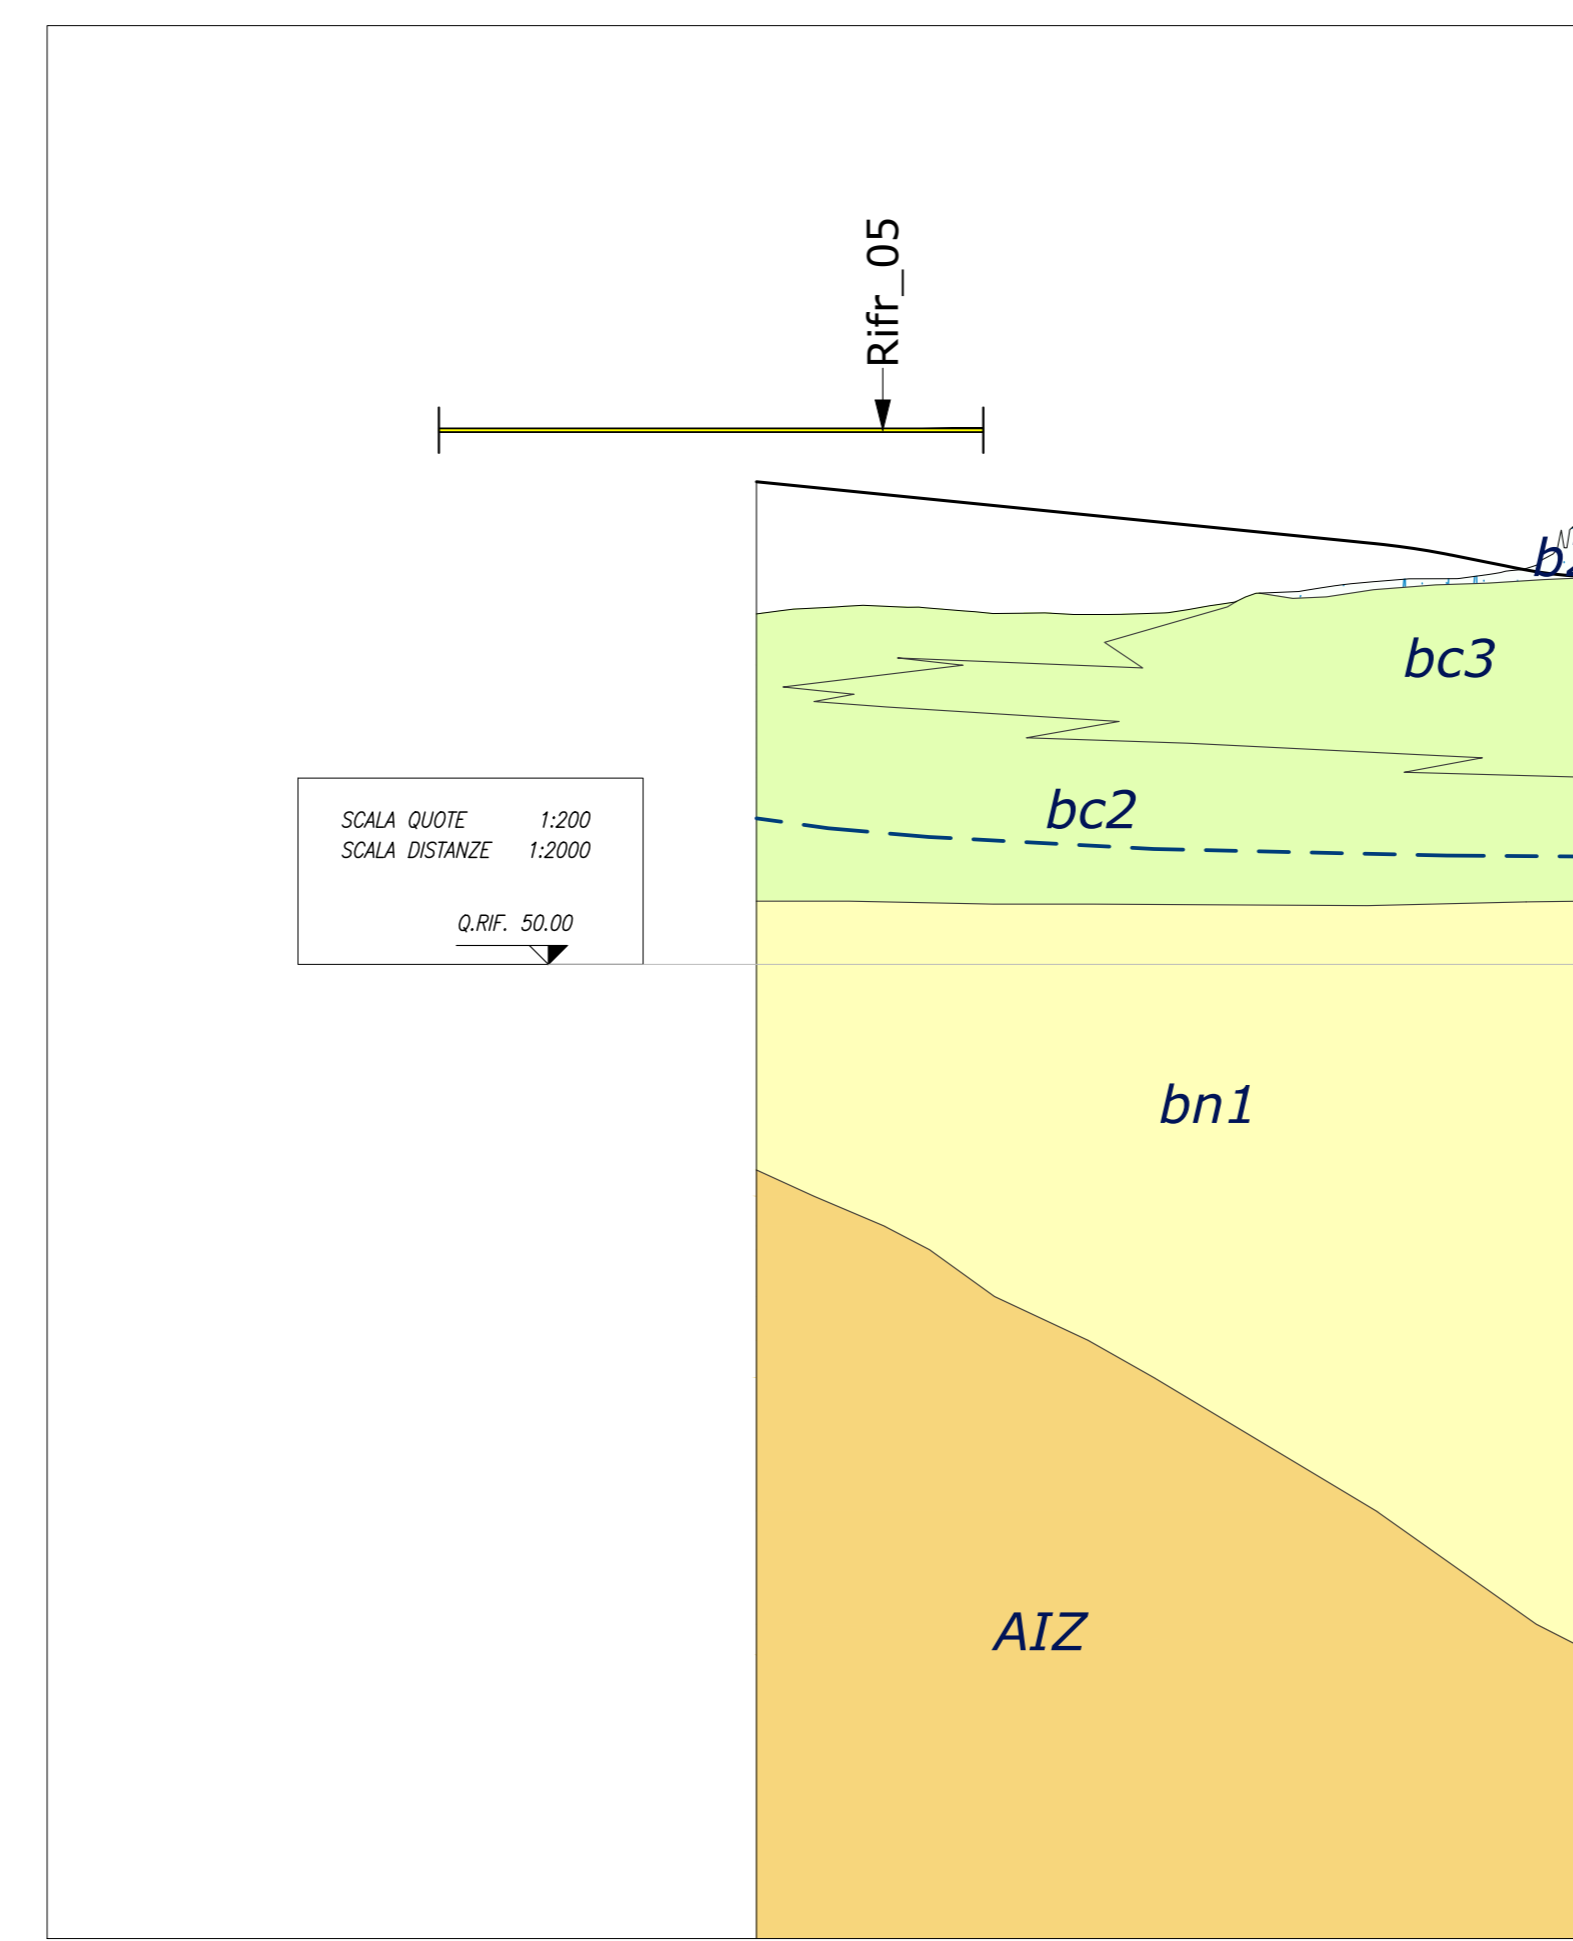 Rifr_05
bc3
SCALA QUOTE 1:200
SCALA DISTANZE 1:2000
bc2
Q.RIF. 50.00
bn1
AIZ